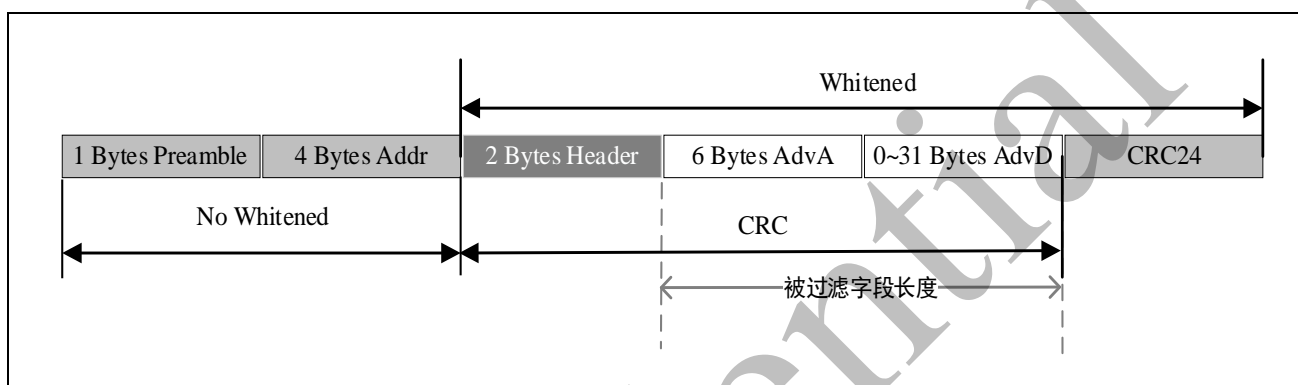 Whitened
1 Bytes Preamble 4 Bytes Addr 2 Bytes Header 6 Bytes AdvA 0~31 Bytes AdvD CRC24
No Whitened
CRC
被过滤字段长度
ential